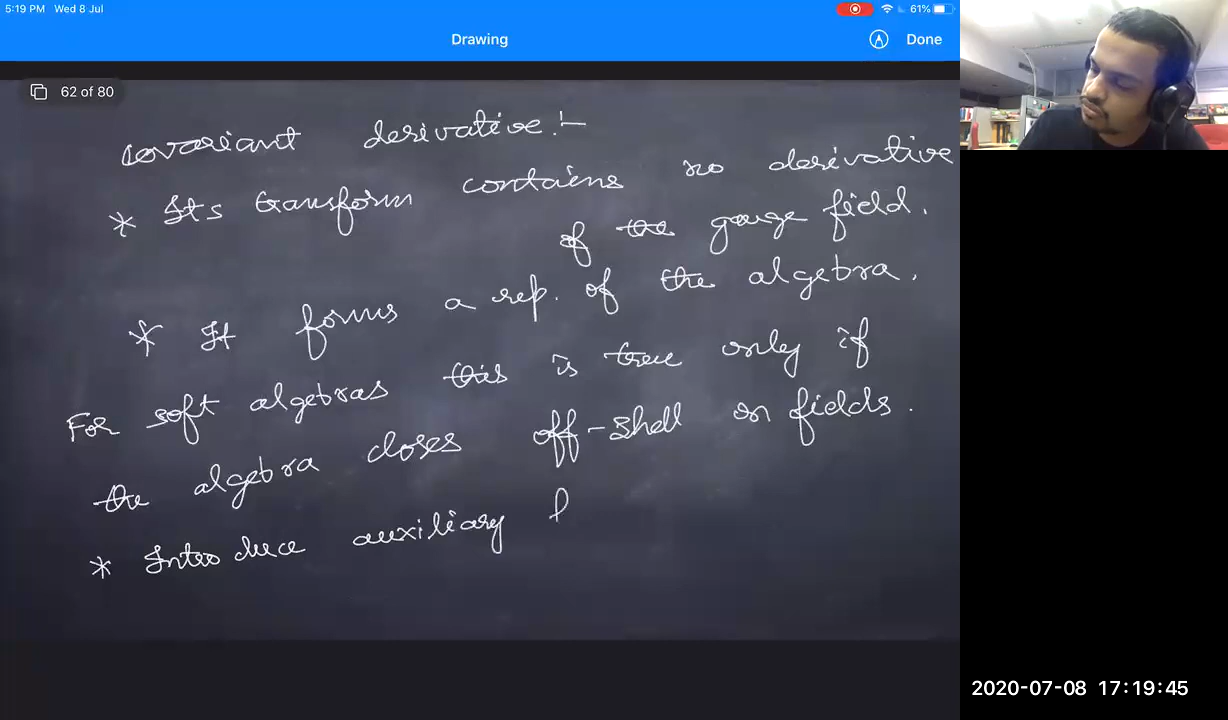 5:19 PM Wed 8 Jul
61%
Drawing
Done
62 of 80
covariant derivative:-
* Its transform contains no derivative
of the gauge field.
* It forms a rep. of the algebra.
For soft algebras this is true only if
the algebra closes off-shell on fields.
* Introduce auxiliary f
2020-07-08 17:19:45